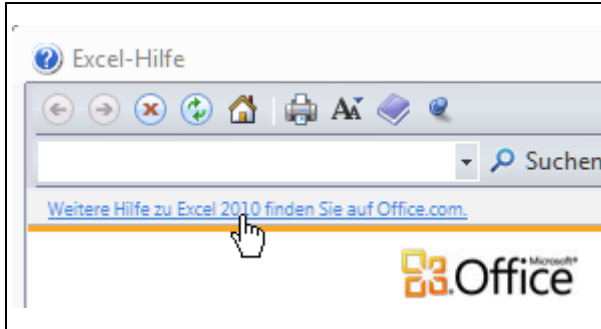 Excel-Hilfe
Suchen
Weitere Hilfe zu Excel 2010 finden Sie auf Office.com.
Microsoft®
Office